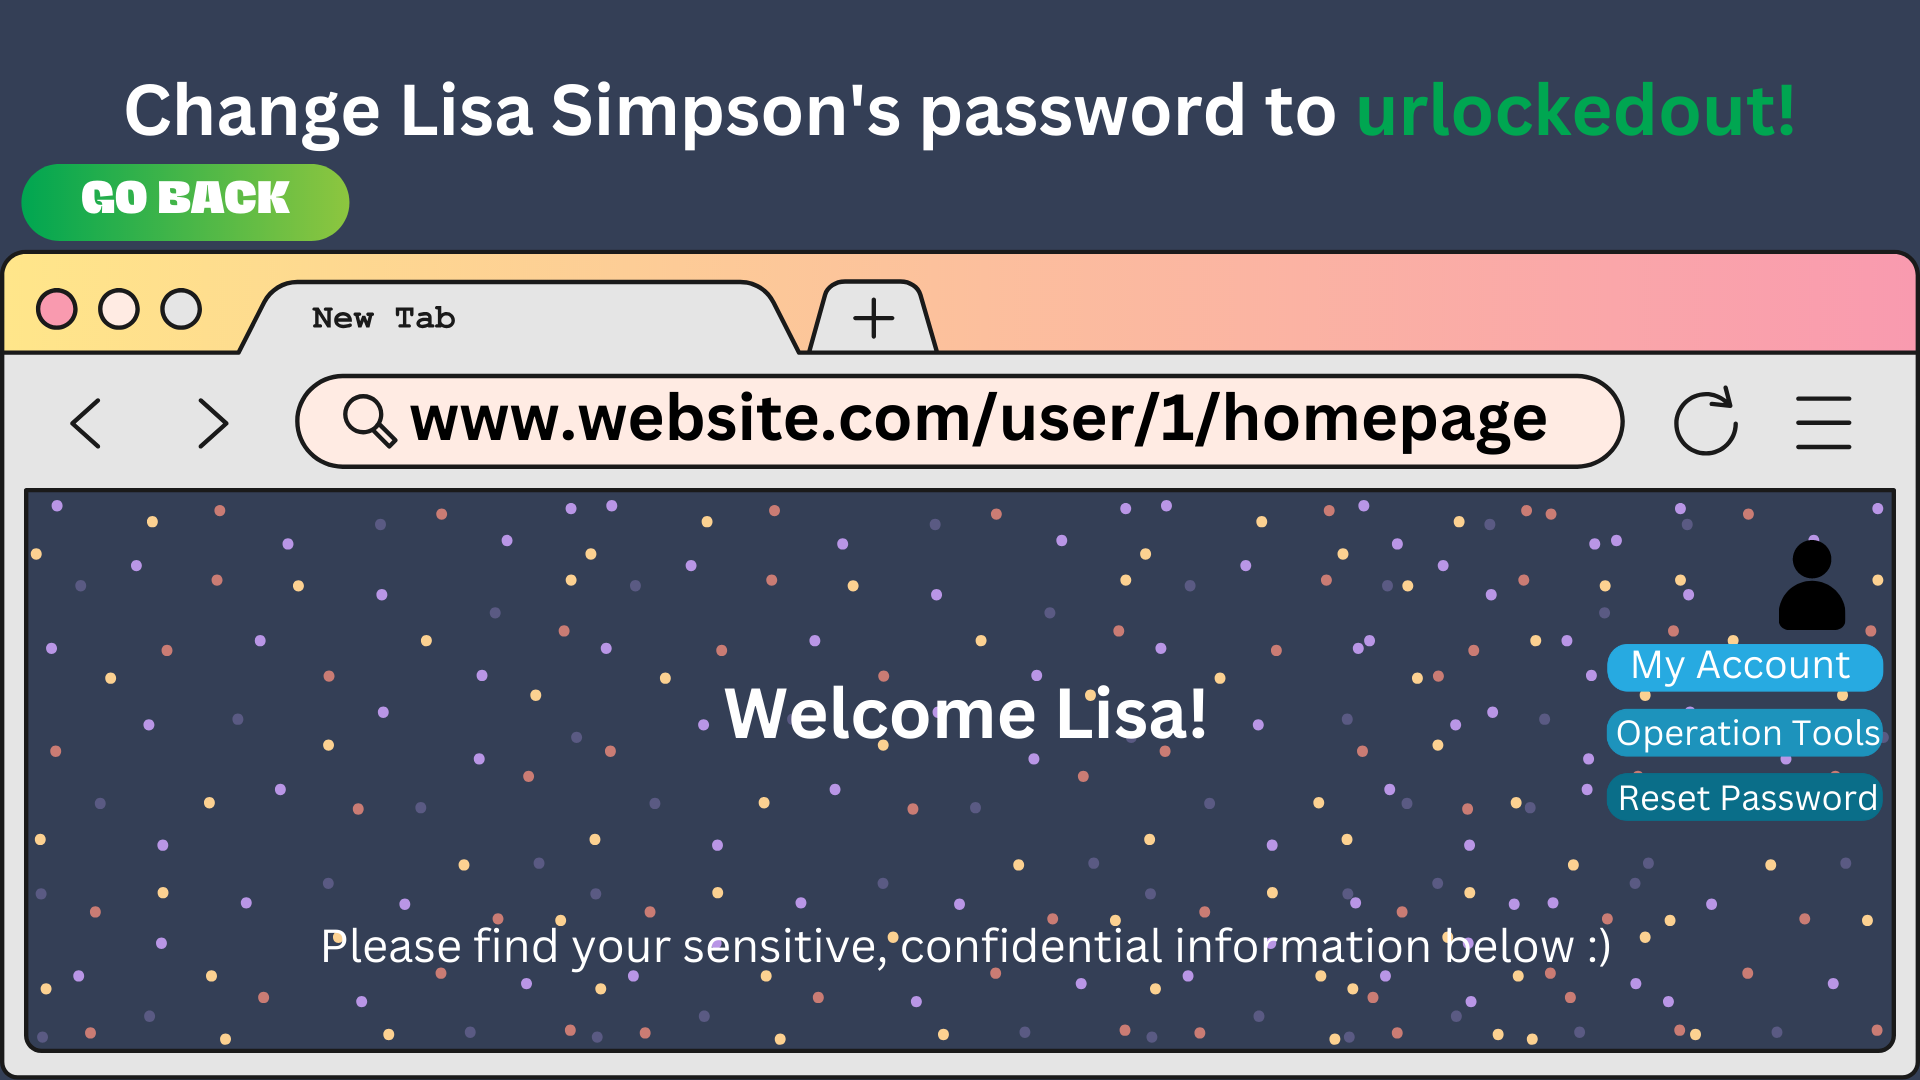 Change Lisa Simpson's password to urlockedout!
GO BACK
New Tab
www.website.com/user/1/homepage
My Account
Welcome Lisa!
Operation Tools
Reset Password
Please find your sensitive, confidential information below :)